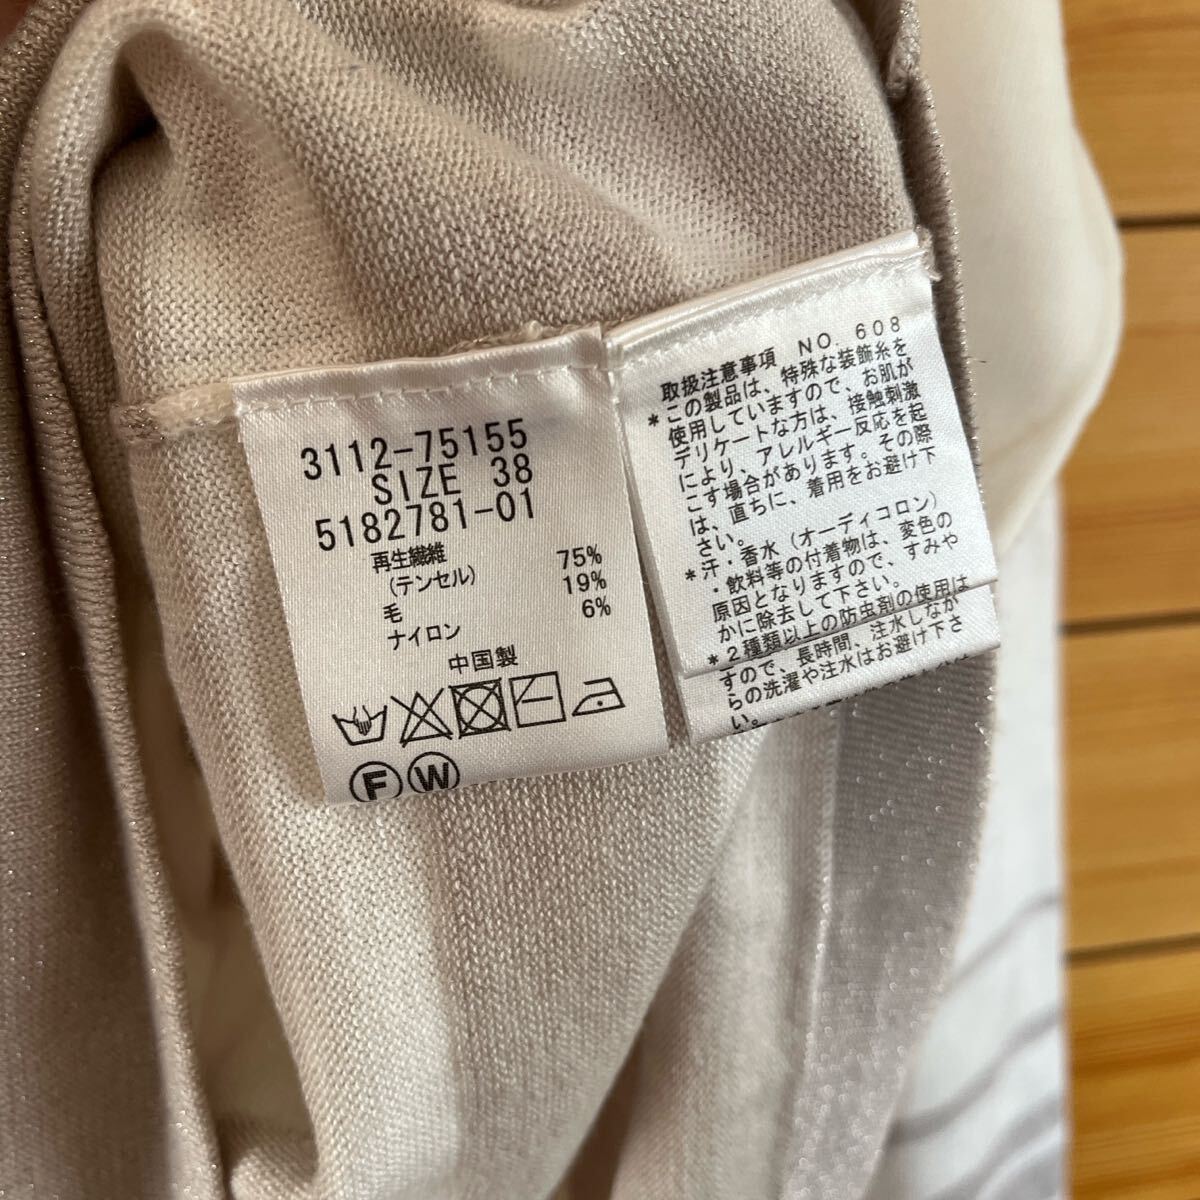 3112-75155
SIZE 38
5182781-01
再生繊維
(テンセル) 75%
毛 19%
ナイロン 6%
中国製
F W
取扱注意事項 NO. 608
*この製品は、特殊な装飾糸を
使用していますので、お肌が
デリケートな方は、接触刺激
により、アレルギー反応を起
こす場合があります。その際
は、直ちに、着用をお避け下
さい。
*汗・香水(オーディコロン)
・飲料等の付着物は、変色の
原因となりますので、すみや
かに除去して下さい。
*2種類以上の防虫剤の使用は
すので、長時間、注水しなが
らの洗濯や注水はお避け下さ
い。